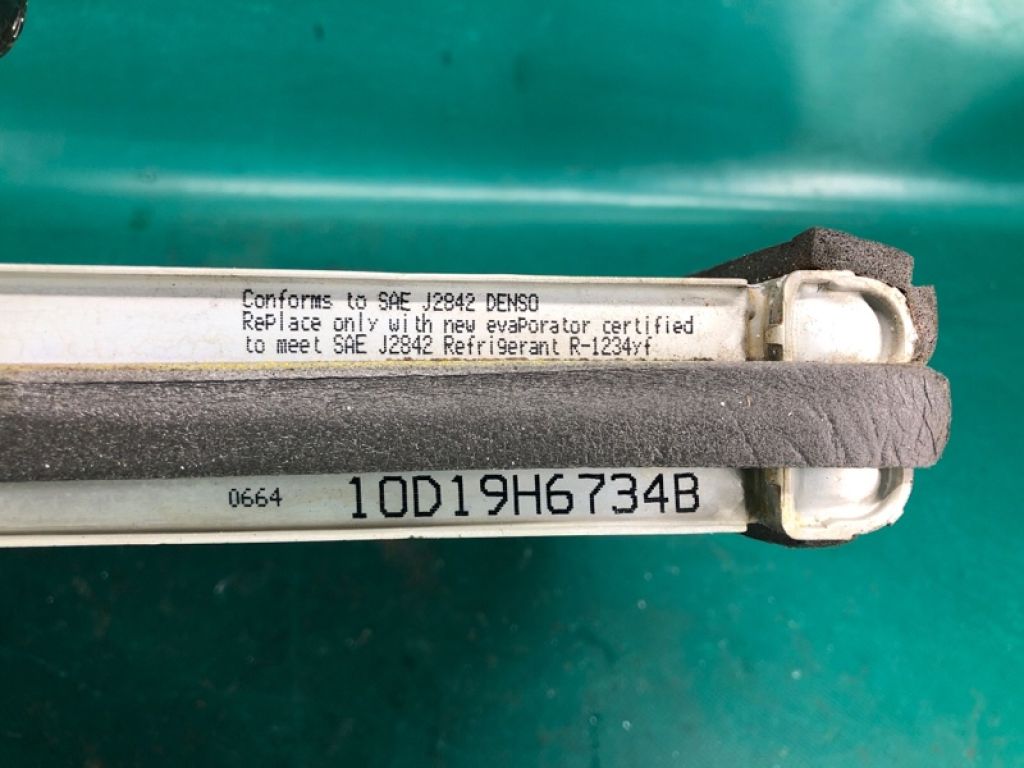 Conforms to SAE J2842 DENSO
RePlace only with new evaPorator certified
to meet SAE J2842 Refrigerant R-1234yf
0664 10D19H6734B